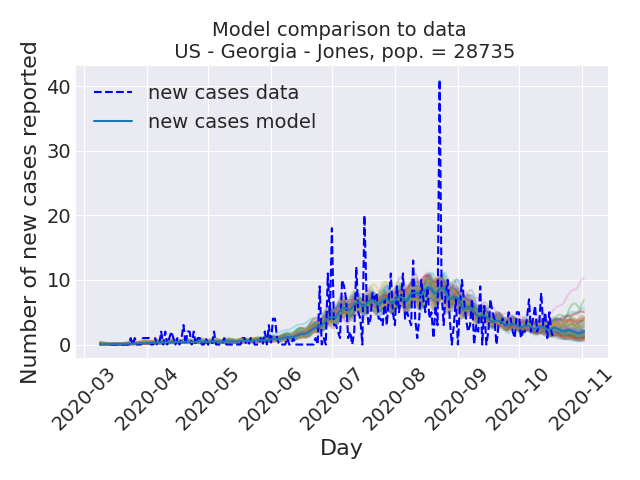 Model comparison to data
US - Georgia - Jones, pop. = 28735
Number of new cases reported
40
30
20
10
0
new cases data
new cases model
2020-03
2020-04
2020-05
2020-06
2020-07
2020-08
2020-09
2020-10
2020-11
Day